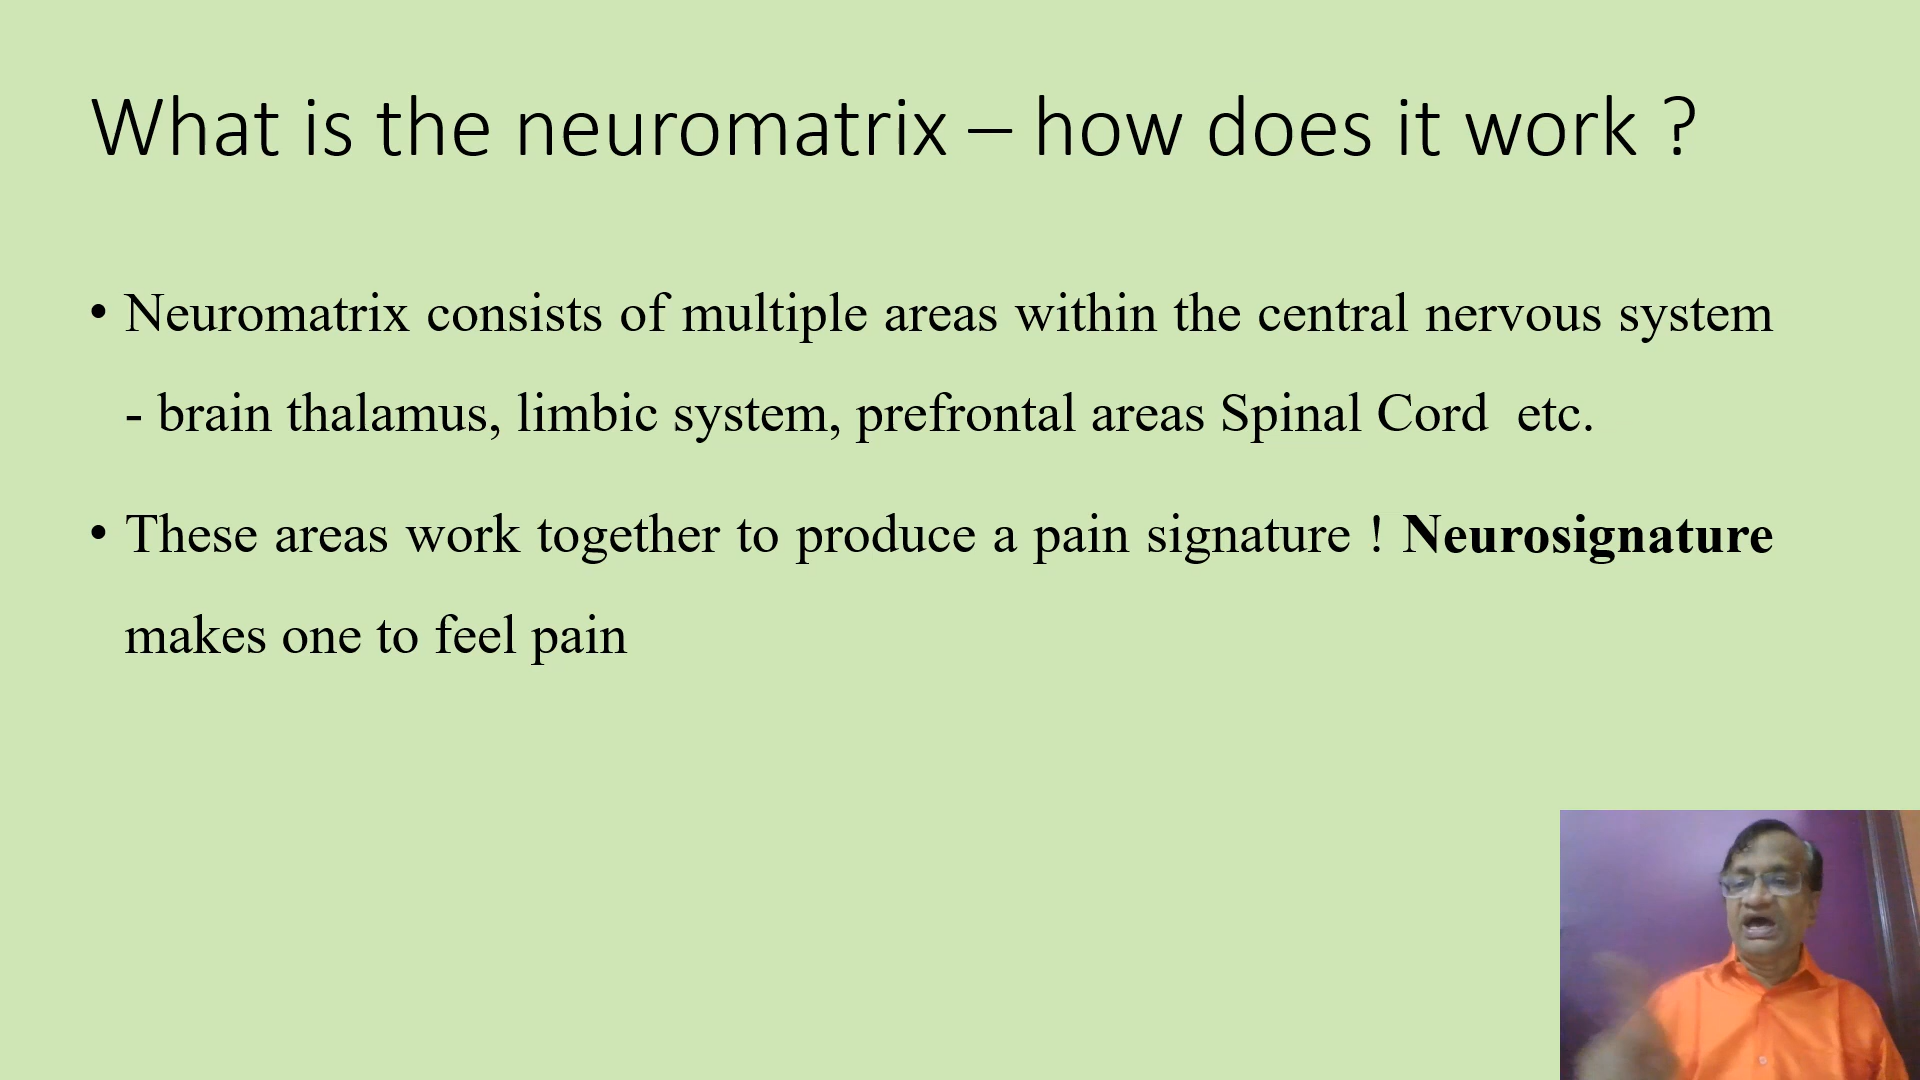 What is the neuromatrix – how does it work ?
• Neuromatrix consists of multiple areas within the central nervous system
- brain thalamus, limbic system, prefrontal areas Spinal Cord  etc.
• These areas work together to produce a pain signature ! Neurosignature
makes one to feel pain